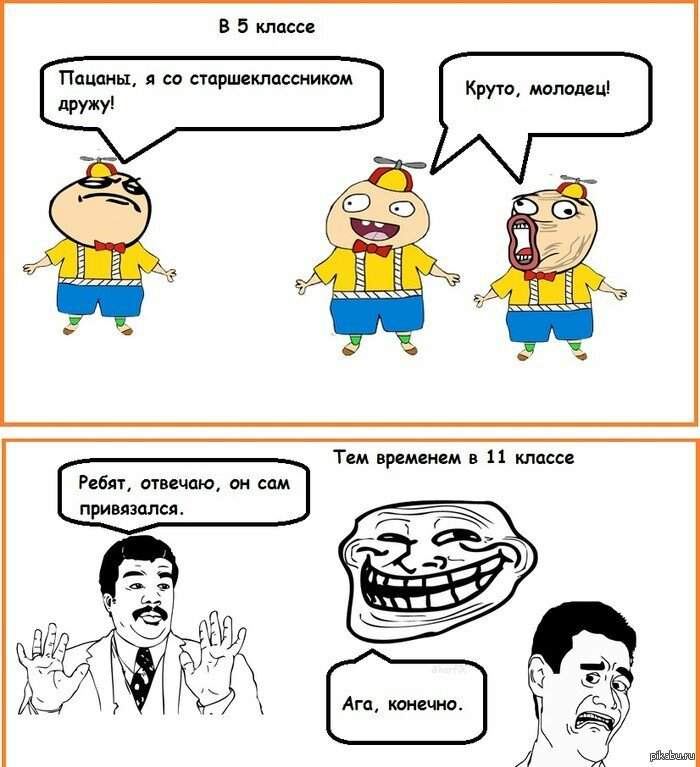 В 5 классе
Пацаны, я со старшеклассником
дружу!
Круто, молодец!
Тем временем в 11 классе
Ребят, отвечаю, он сам
привязался.
Ага, конечно.
pikabu.ru